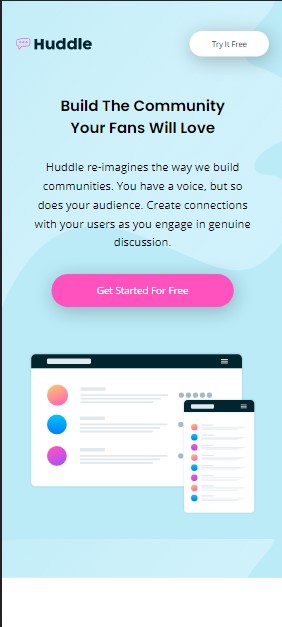 Huddle
Try It Free
Build The Community
Your Fans Will Love
Huddle re-imagines the way we build
communities. You have a voice, but so
does your audience. Create connections
with your users as you engage in genuine
discussion.
Get Started For Free